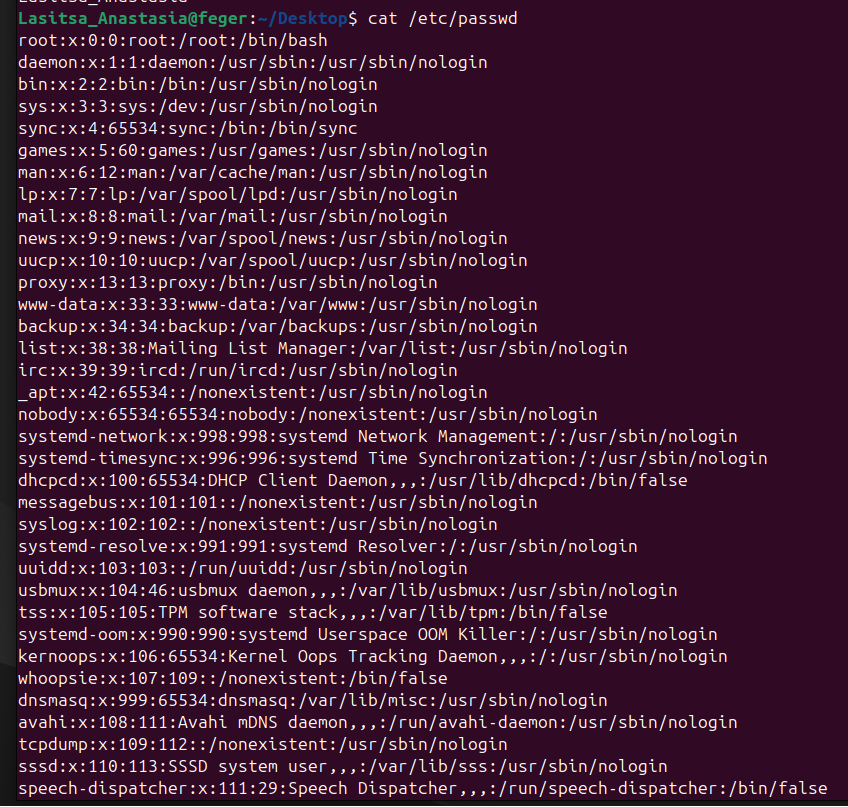 Lasitsa_Anastasia
Lasitsa_Anastasia@feger:~/Desktop$ cat /etc/passwd
root:x:0:0:root:/root:/bin/bash
daemon:x:1:1:daemon:/usr/sbin:/usr/sbin/nologin
bin:x:2:2:bin:/bin:/usr/sbin/nologin
sys:x:3:3:sys:/dev:/usr/sbin/nologin
sync:x:4:65534:sync:/bin:/bin/sync
games:x:5:60:games:/usr/games:/usr/sbin/nologin
man:x:6:12:man:/var/cache/man:/usr/sbin/nologin
lp:x:7:7:lp:/var/spool/lpd:/usr/sbin/nologin
mail:x:8:8:mail:/var/mail:/usr/sbin/nologin
news:x:9:9:news:/var/spool/news:/usr/sbin/nologin
uucp:x:10:10:uucp:/var/spool/uucp:/usr/sbin/nologin
proxy:x:13:13:proxy:/bin:/usr/sbin/nologin
www-data:x:33:33:www-data:/var/www:/usr/sbin/nologin
backup:x:34:34:backup:/var/backups:/usr/sbin/nologin
list:x:38:38:Mailing List Manager:/var/list:/usr/sbin/nologin
irc:x:39:39:ircd:/run/ircd:/usr/sbin/nologin
_apt:x:42:65534::/nonexistent:/usr/sbin/nologin
nobody:x:65534:65534:nobody:/nonexistent:/usr/sbin/nologin
systemd-network:x:998:998:systemd Network Management:/:/usr/sbin/nologin
systemd-timesync:x:996:996:systemd Time Synchronization:/:/usr/sbin/nologin
dhcpcd:x:100:65534:DHCP Client Daemon,,,:/usr/lib/dhcpcd:/bin/false
messagebus:x:101:101::/nonexistent:/usr/sbin/nologin
syslog:x:102:102::/nonexistent:/usr/sbin/nologin
systemd-resolve:x:991:991:systemd Resolver:/:/usr/sbin/nologin
uuidd:x:103:103::/run/uuidd:/usr/sbin/nologin
usbmux:x:104:46:usbmux daemon,,,:/var/lib/usbmux:/usr/sbin/nologin
tss:x:105:105:TPM software stack,,,:/var/lib/tpm:/bin/false
systemd-oom:x:990:990:systemd Userspace OOM Killer:/:/usr/sbin/nologin
kernoops:x:106:65534:Kernel Oops Tracking Daemon,,,:/:/usr/sbin/nologin
whoopsie:x:107:109::/nonexistent:/bin/false
dnsmasq:x:999:65534:dnsmasq:/var/lib/misc:/usr/sbin/nologin
avahi:x:108:111:Avahi mDNS daemon,,,:/run/avahi-daemon:/usr/sbin/nologin
tcpdump:x:109:112::/nonexistent:/usr/sbin/nologin
sssd:x:110:113:SSSD system user,,,:/var/lib/sss:/usr/sbin/nologin
speech-dispatcher:x:111:29:Speech Dispatcher,,,:/run/speech-dispatcher:/bin/false